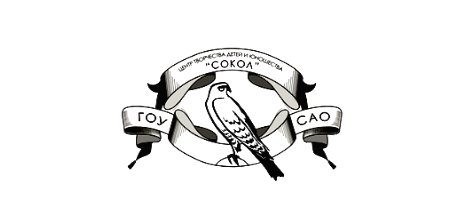 ЦЕНТР ТВОРЧЕСТВА ДЕТЕЙ И ЮНОШЕСТВА
"СОКОЛ"
ГОУ САО